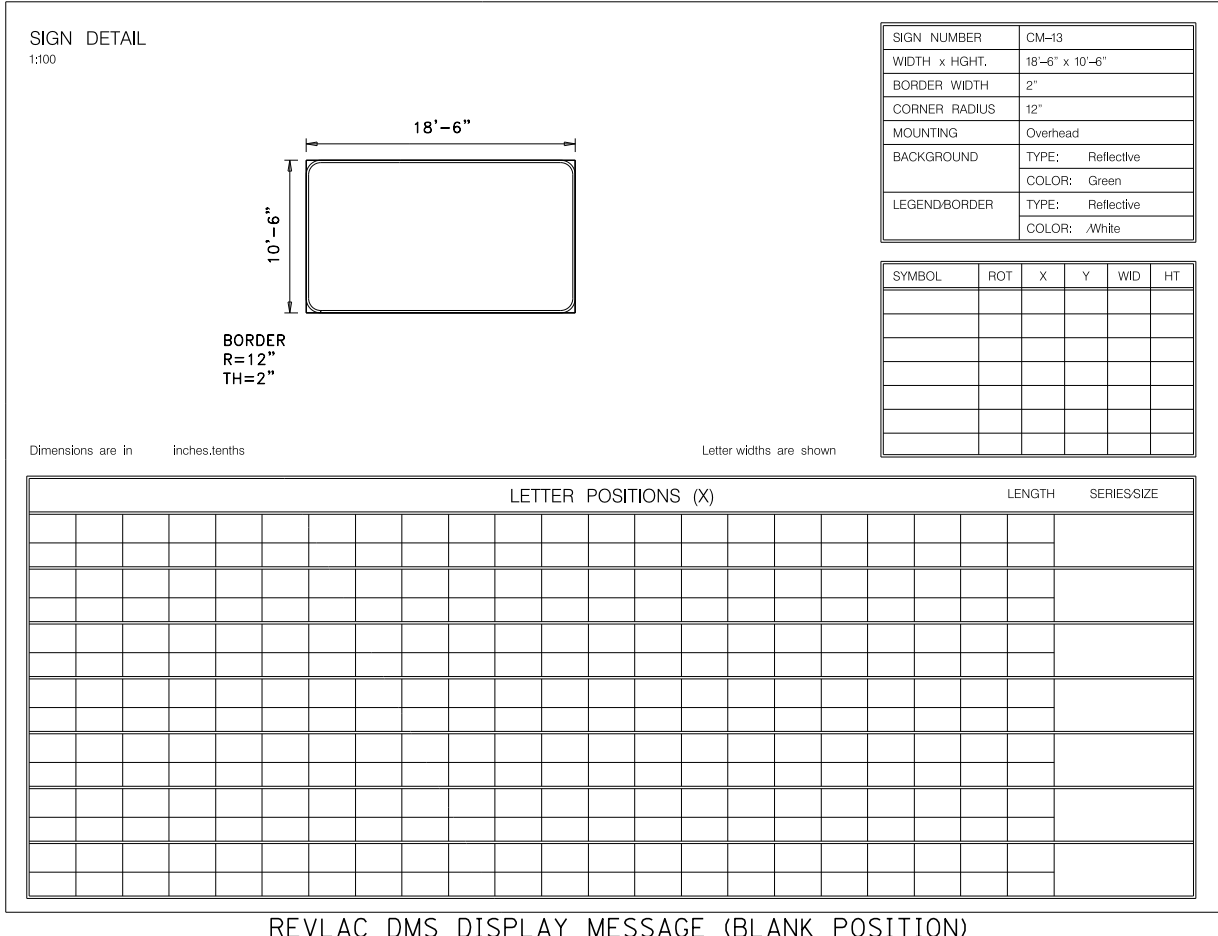 SIGN DETAIL
1:100
18'-6"
10'-6"
BORDER
R=12"
TH=2"
Dimensions are in inches.tenths
Letter widths are shown
SIGN NUMBER CM-13
WIDTH x HGHT. 18'-6" x 10'-6"
BORDER WIDTH 2"
CORNER RADIUS 12"
MOUNTING Overhead
BACKGROUND TYPE: Reflective
COLOR: Green
LEGEND/BORDER TYPE: Reflective
COLOR: /White
SYMBOL ROT X Y WID HT
LETTER POSITIONS (X) LENGTH SERIES/SIZE
REVLAC DMS DISPLAY MESSAGE (BLANK POSITION)